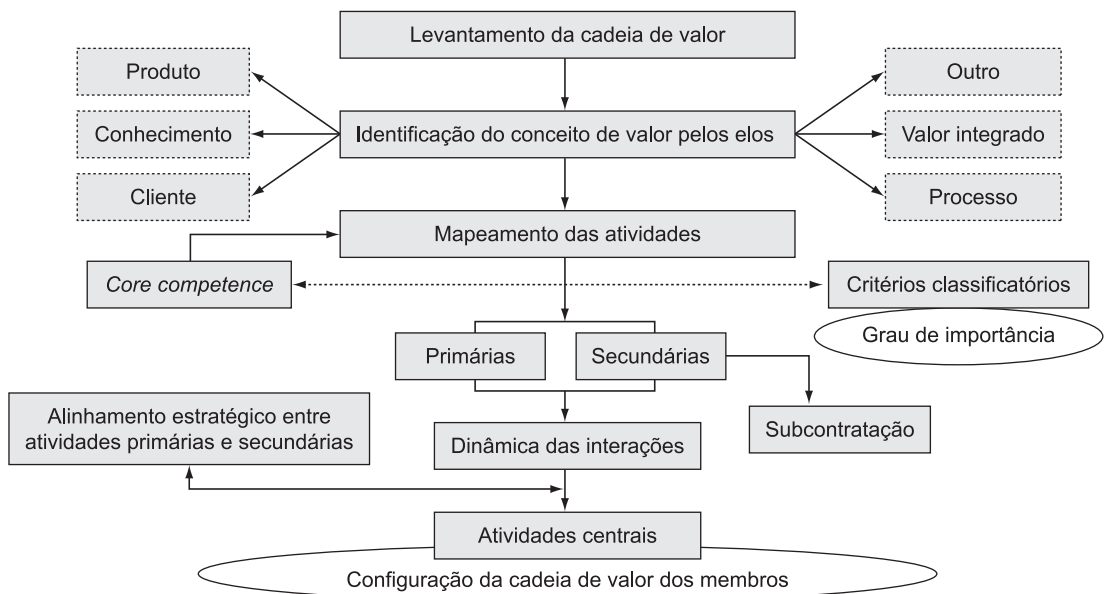 Levantamento da cadeia de valor
Produto
Outro
Conhecimento
Identificação do conceito de valor pelos elos
Valor integrado
Cliente
Processo
Mapeamento das atividades
Core competence
Critérios classificatórios
Grau de importância
Primárias
Secundárias
Alinhamento estratégico entre
atividades primárias e secundárias
Subcontratação
Dinâmica das interações
Atividades centrais
Configuração da cadeia de valor dos membros